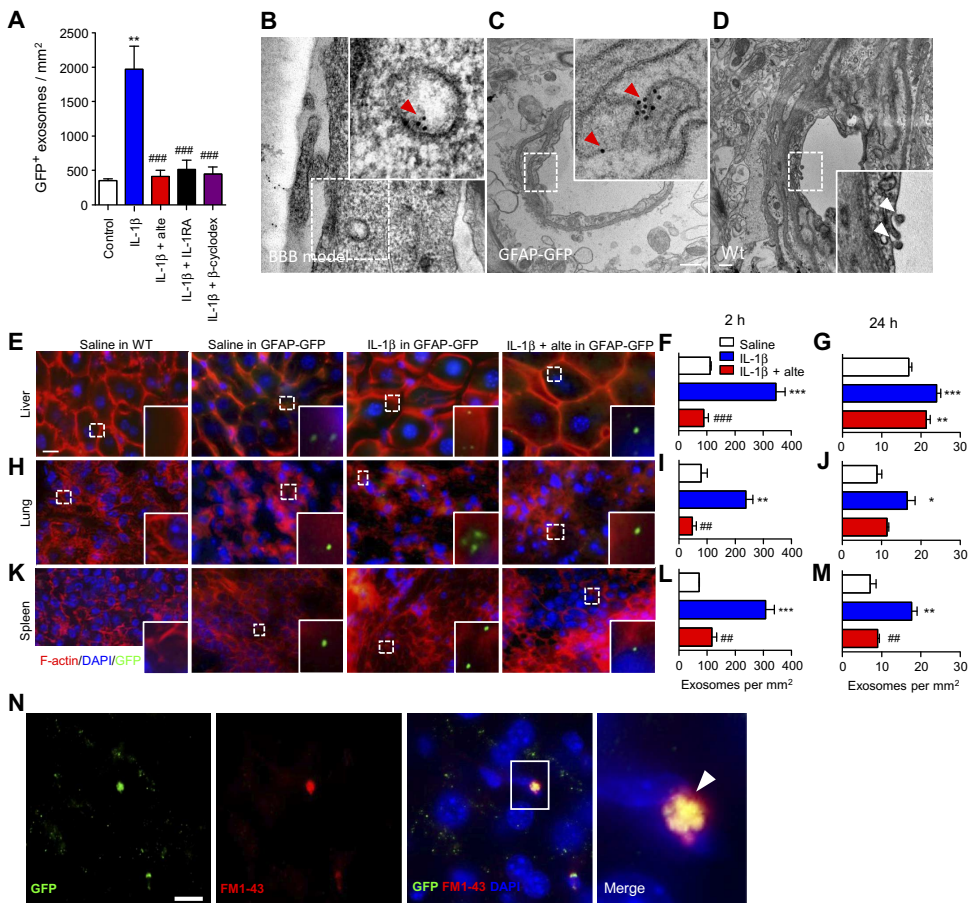 A
B
C
D
2500
2000
1500
1000
500
0
GFP+ exosomes / mm2
**
###
###
###
Control
IL-1β
IL-1β + alte
IL-1β + IL-1RA
IL-1β + β-cyclodex
BBB model
GFAP-GFP
Wt
2 h
24 h
E
Saline in WT
Saline in GFAP-GFP
IL-1β in GFAP-GFP
IL-1β + alte in GFAP-GFP
Liver
F
Saline
IL-1β
IL-1β + alte
***
###
0 100 200 300 400
G
***
**
0 10 20 30
H
Lung
I
**
##
0 100 200 300 400
J
*
0 10 20 30
K
Spleen
F-actin/DAPI/GFP
L
***
##
0 100 200 300 400
Exosomes per mm2
M
**
##
0 10 20 30
Exosomes per mm2
N
GFP
FM1-43
GFP FM1-43 DAPI
Merge